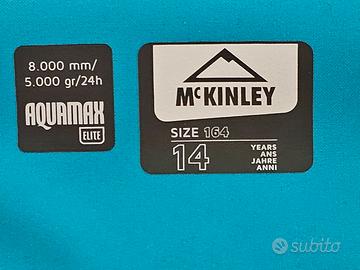 8.000 mm/
5.000 gr/24h
AQUAMAX
ELITE
McKINLEY
SIZE 164
14
YEARS
ANS
JAHRE
ANNI
subito